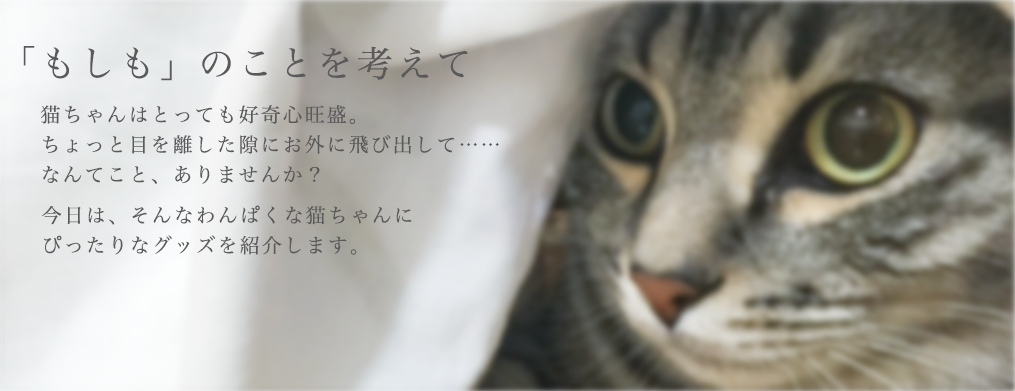 「もしも」のことを考えて
猫ちゃんはとっても好奇心旺盛。
ちょっと目を離した隙にお外に飛び出して……
なんてこと、ありませんか？
今日は、そんなわんぱくな猫ちゃんに
ぴったりなグッズを紹介します。